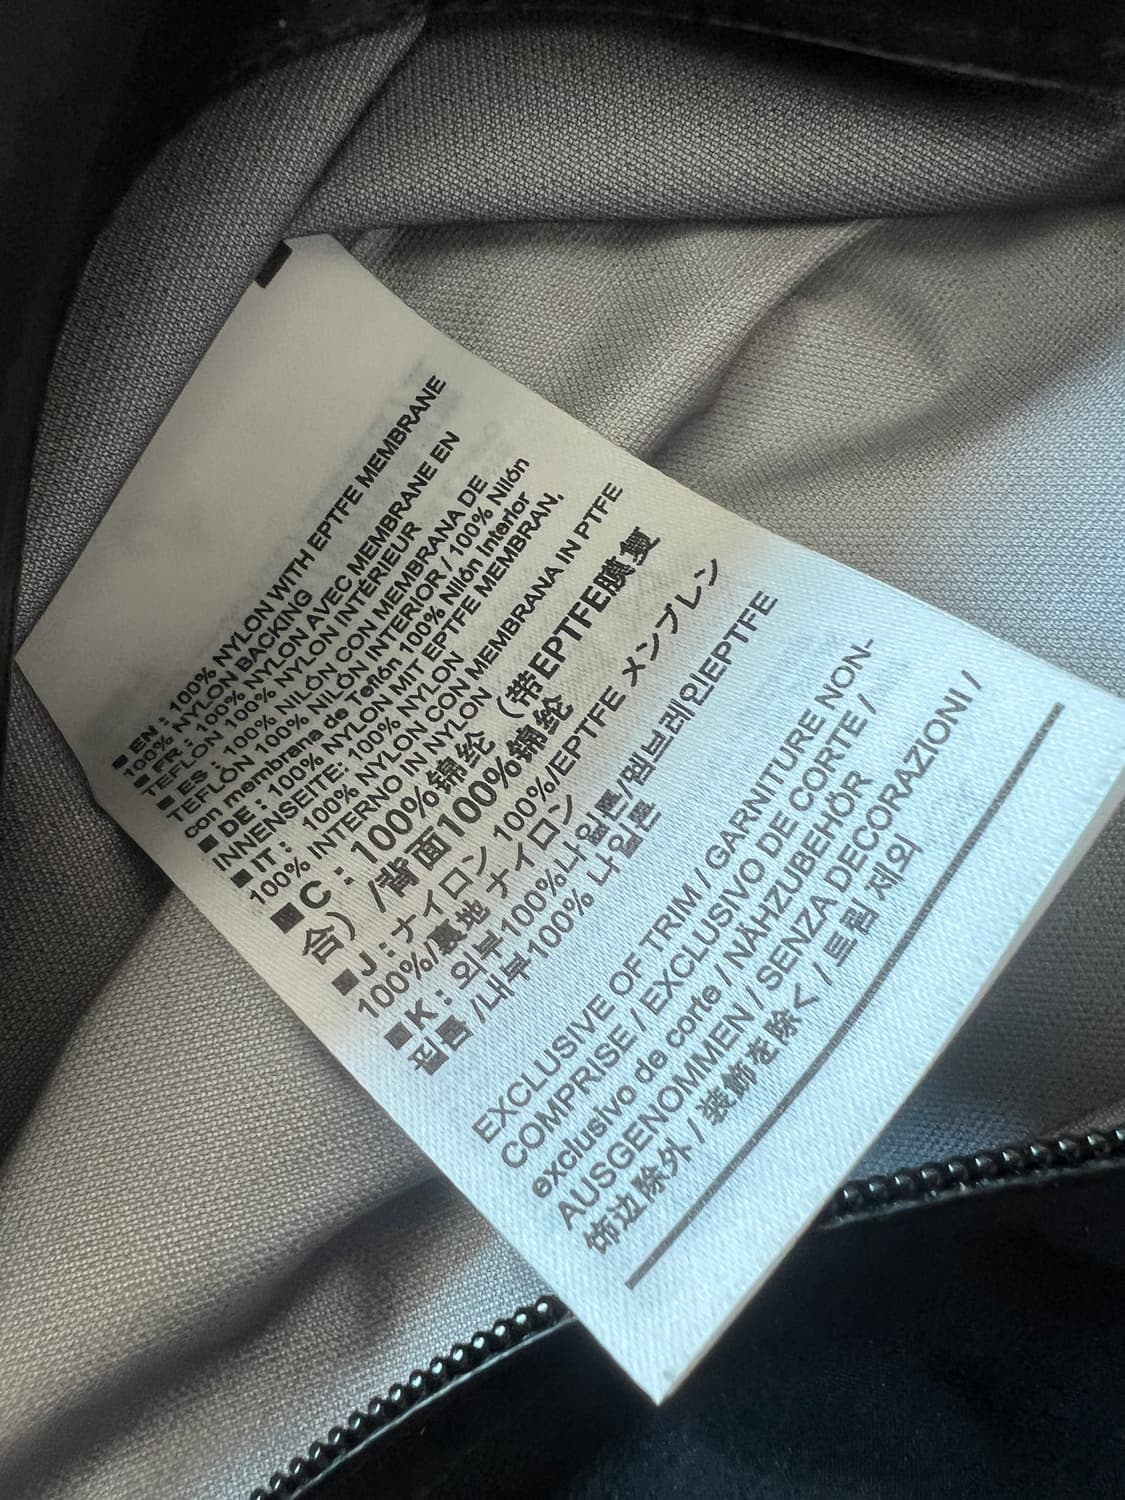 ■ EN : 100% NYLON WITH EPTFE MEMBRANE
100% NYLON BACKING
■ FR : 100% NYLON AVEC MEMBRANE EN
TEFLON 100% NYLON INTÉRIEUR
■ ES : 100% NILÓN CON MEMBRANA DE
TEFLÓN 100% NILÓN INTERIOR / 100% Nilón
con membrana de Teflón 100% Nilón Interior
■ DE : 100% NYLON MIT EPTFE MEMBRAN,
INNENSEITE: 100% NYLON
■ IT : 100% NYLON CON MEMBRANA IN PTFE
100% INTERNO IN NYLON
■ C : 100%锦纶（带EPTFE膜复
合）/背面100%锦纶
■ J : ナイロン 100%/EPTFE メンブレン
100%/裏地 ナイロン
■ K : 외부100%나일론/멤브레인EPTFE
/내부100% 나일론
EXCLUSIVE OF TRIM / GARNITURE NON-
COMPRISE / EXCLUSIVO DE CORTE /
exclusivo de corte / NÄHZUBEHÖR
AUSGENOMMEN / SENZA DECORAZIONI /
饰边除外 / 装飾を除く / 트림 제외